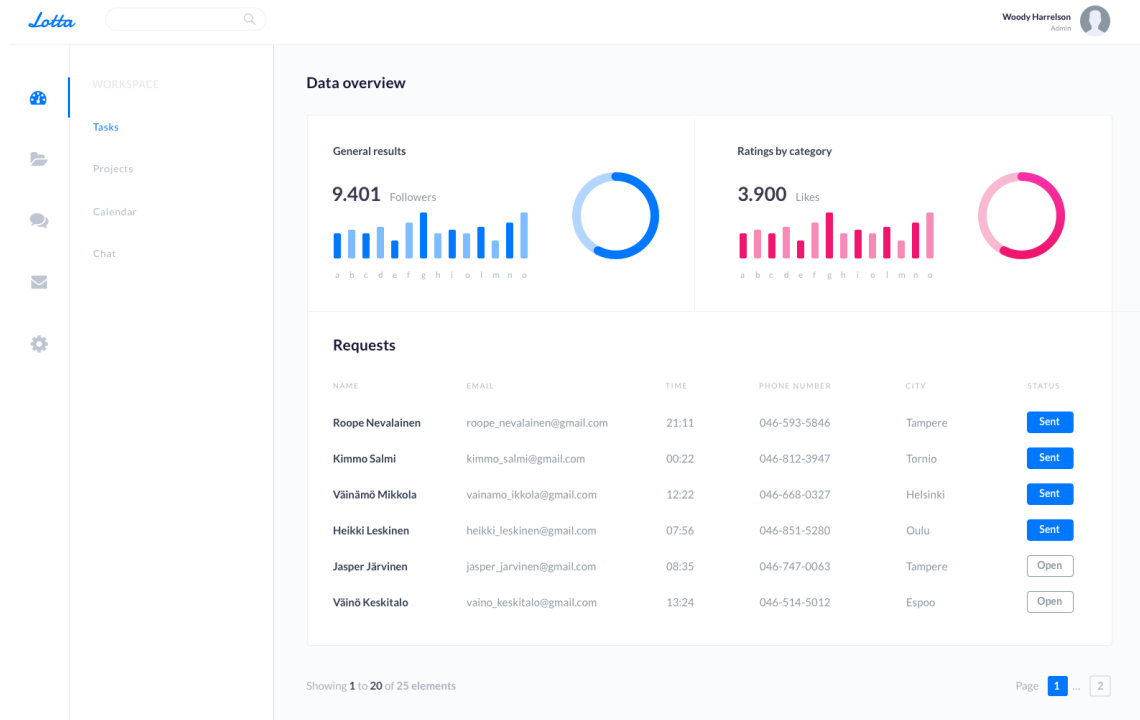 Lotta
Woody Harrelson
Admin
WORKSPACE
Tasks
Projects
Calendar
Chat
Data overview
General results
9.401 Followers
a b c d e f g h i o l m n o
Ratings by category
3.900 Likes
a b c d e f g h i o l m n o
Requests
NAME EMAIL TIME PHONE NUMBER CITY STATUS
Roope Nevalainen roope_nevalainen@gmail.com 21:11 046-593-5846 Tampere Sent
Kimmo Salmi kimmo_salmi@gmail.com 00:22 046-812-3947 Tornio Sent
Väinämö Mikkola vainamo_ikkola@gmail.com 12:22 046-668-0327 Helsinki Sent
Heikki Leskinen heikki_leskinen@gmail.com 07:56 046-851-5280 Oulu Sent
Jasper Järvinen jasper_jarvinen@gmail.com 08:35 046-747-0063 Tampere Open
Väinö Keskitalo vaino_keskitalo@gmail.com 13:24 046-514-5012 Espoo Open
Showing 1 to 20 of 25 elements
Page 1 ... 2